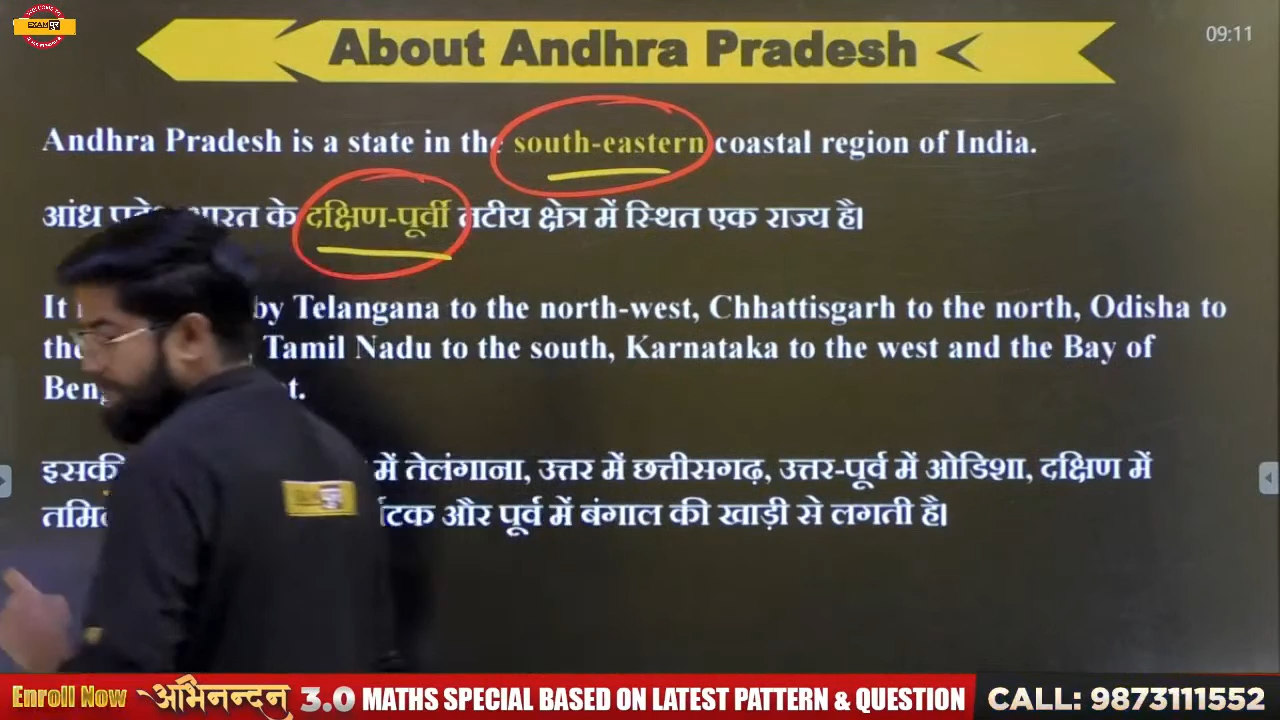 WELCOME TO
EXAM पुर
09:11
About Andhra Pradesh
Andhra Pradesh is a state in the south-eastern coastal region of India.
आंध्र भारत के दक्षिण-पूर्वी तटीय क्षेत्र में स्थित एक राज्य है।
It by Telangana to the north-west, Chhattisgarh to the north, Odisha to
the , Tamil Nadu to the south, Karnataka to the west and the Bay of
t.
इसकी में तेलंगाना, उत्तर में छत्तीसगढ़, उत्तर-पूर्व में ओडिशा, दक्षिण में
और पूर्व में बंगाल की खाड़ी से लगती है।
Enroll Now अभिनन्दन 3.0 MATHS SPECIAL BASED ON LATEST PATTERN & QUESTION CALL: 9873111552